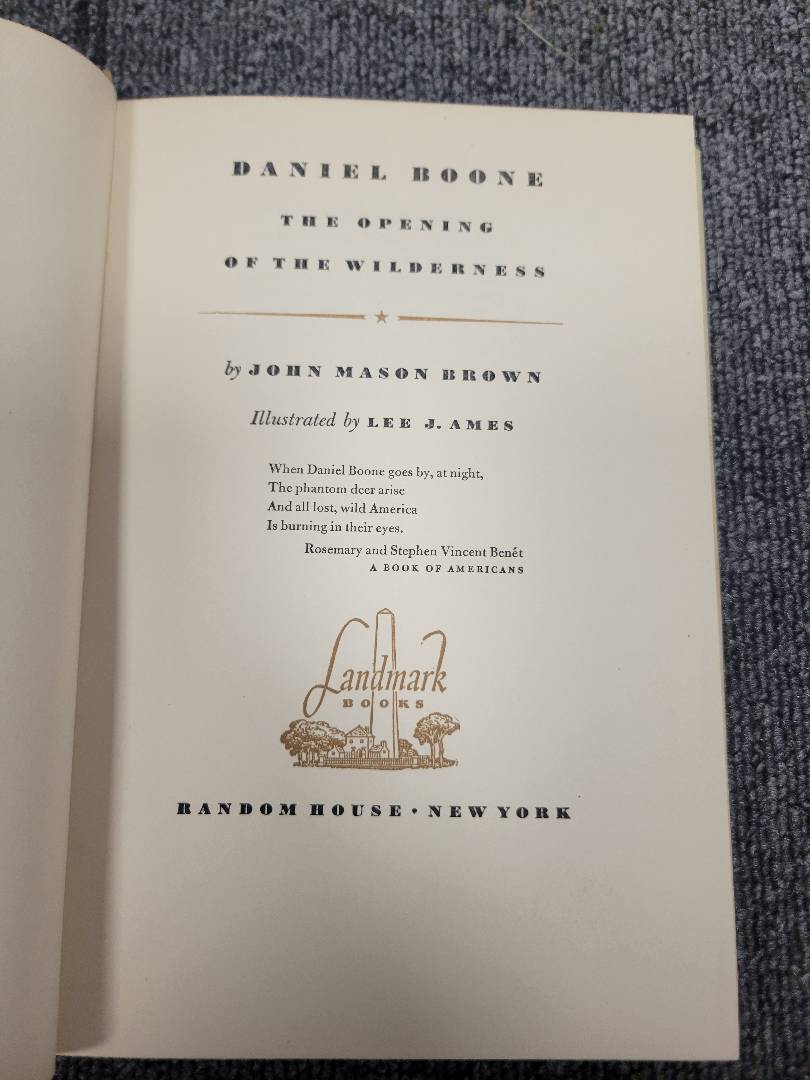 DANIEL BOONE
THE OPENING
OF THE WILDERNESS
by JOHN MASON BROWN
Illustrated by LEE J. AMES
When Daniel Boone goes by, at night,
The phantom deer arise
And all lost, wild America
Is burning in their eyes.
Rosemary and Stephen Vincent Benét
A BOOK OF AMERICANS
Landmark
BOOKS
RANDOM HOUSE • NEW YORK